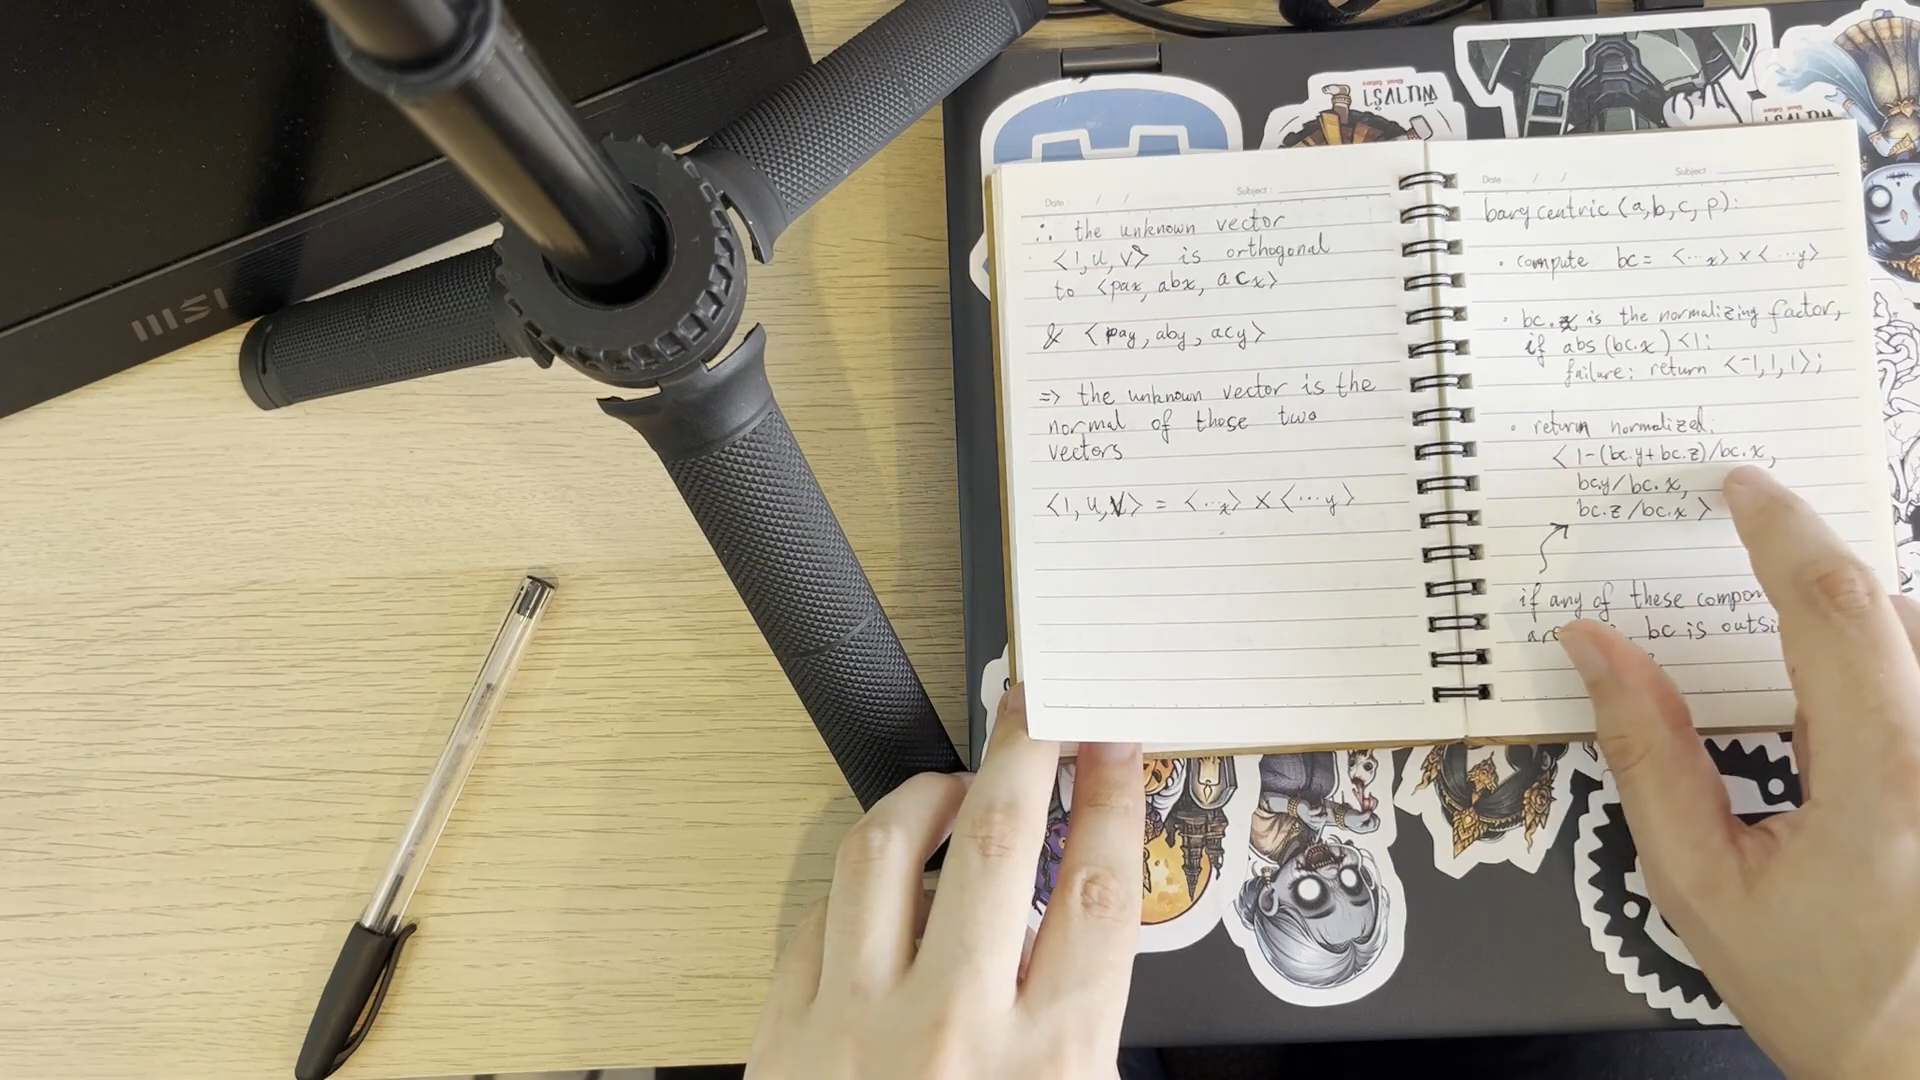 Date / / Subject:
∴ the unknown vector
<1, u, v> is orthogonal
to <pax, abx, acx>
& <pay, aby, acy>
=> the unknown vector is the
normal of those two
vectors
<1, u, v> = <...x> X <...y>
Date / / Subject
barycentric (a, b, c, p):
• compute bc = <...x> x <...y>
• bc.x is the normalizing factor,
if abs (bc.x) < 1:
failure: return <-1, 1, 1>;
• return normalized:
<1-(bc.y+bc.z)/bc.x,
bc.y/bc.x,
bc.z/bc.x>
if any of these
bc is
msi